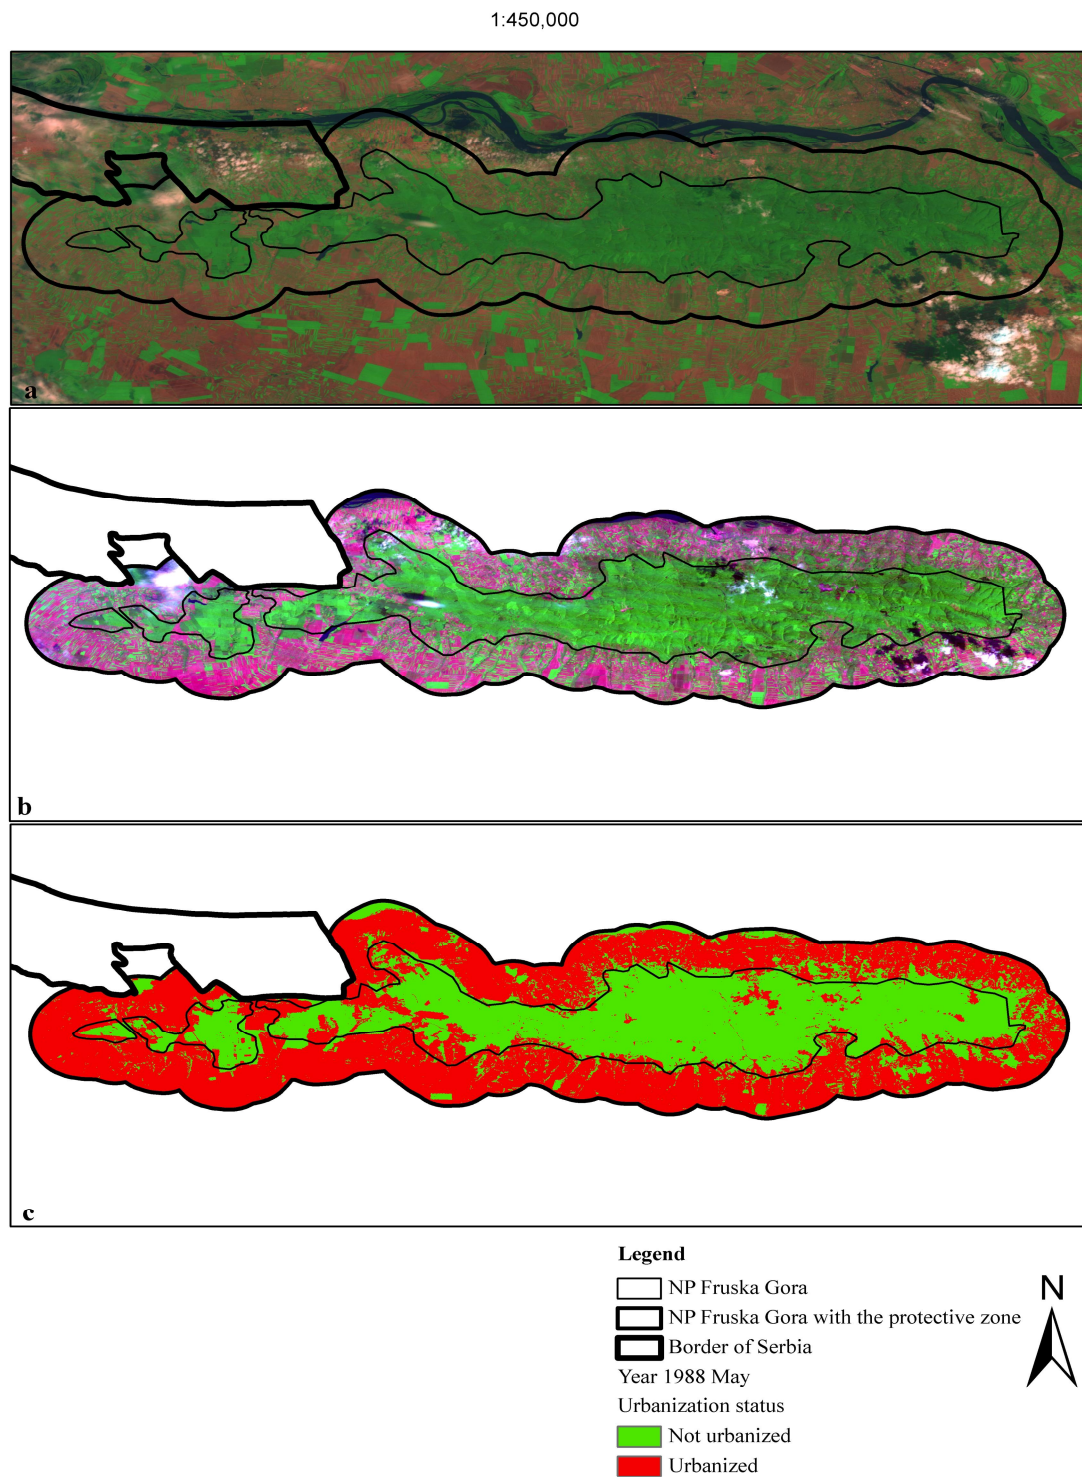 1:450,000
a
b
c
Legend
NP Fruska Gora
NP Fruska Gora with the protective zone
Border of Serbia
Year 1988 May
Urbanization status
Not urbanized
Urbanized
N